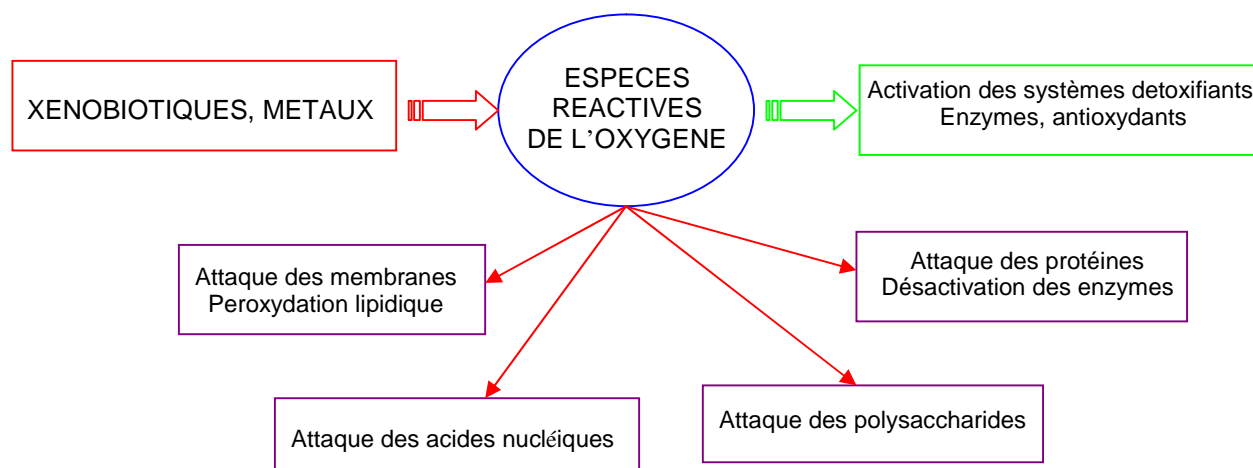 XENOBIOTIQUES, METAUX
ESPECES
REACTIVES
DE L’OXYGENE
Activation des systèmes detoxifiants
Enzymes, antioxydants
Attaque des membranes
Peroxydation lipidique
Attaque des protéines
Désactivation des enzymes
Attaque des acides nucléiques
Attaque des polysaccharides